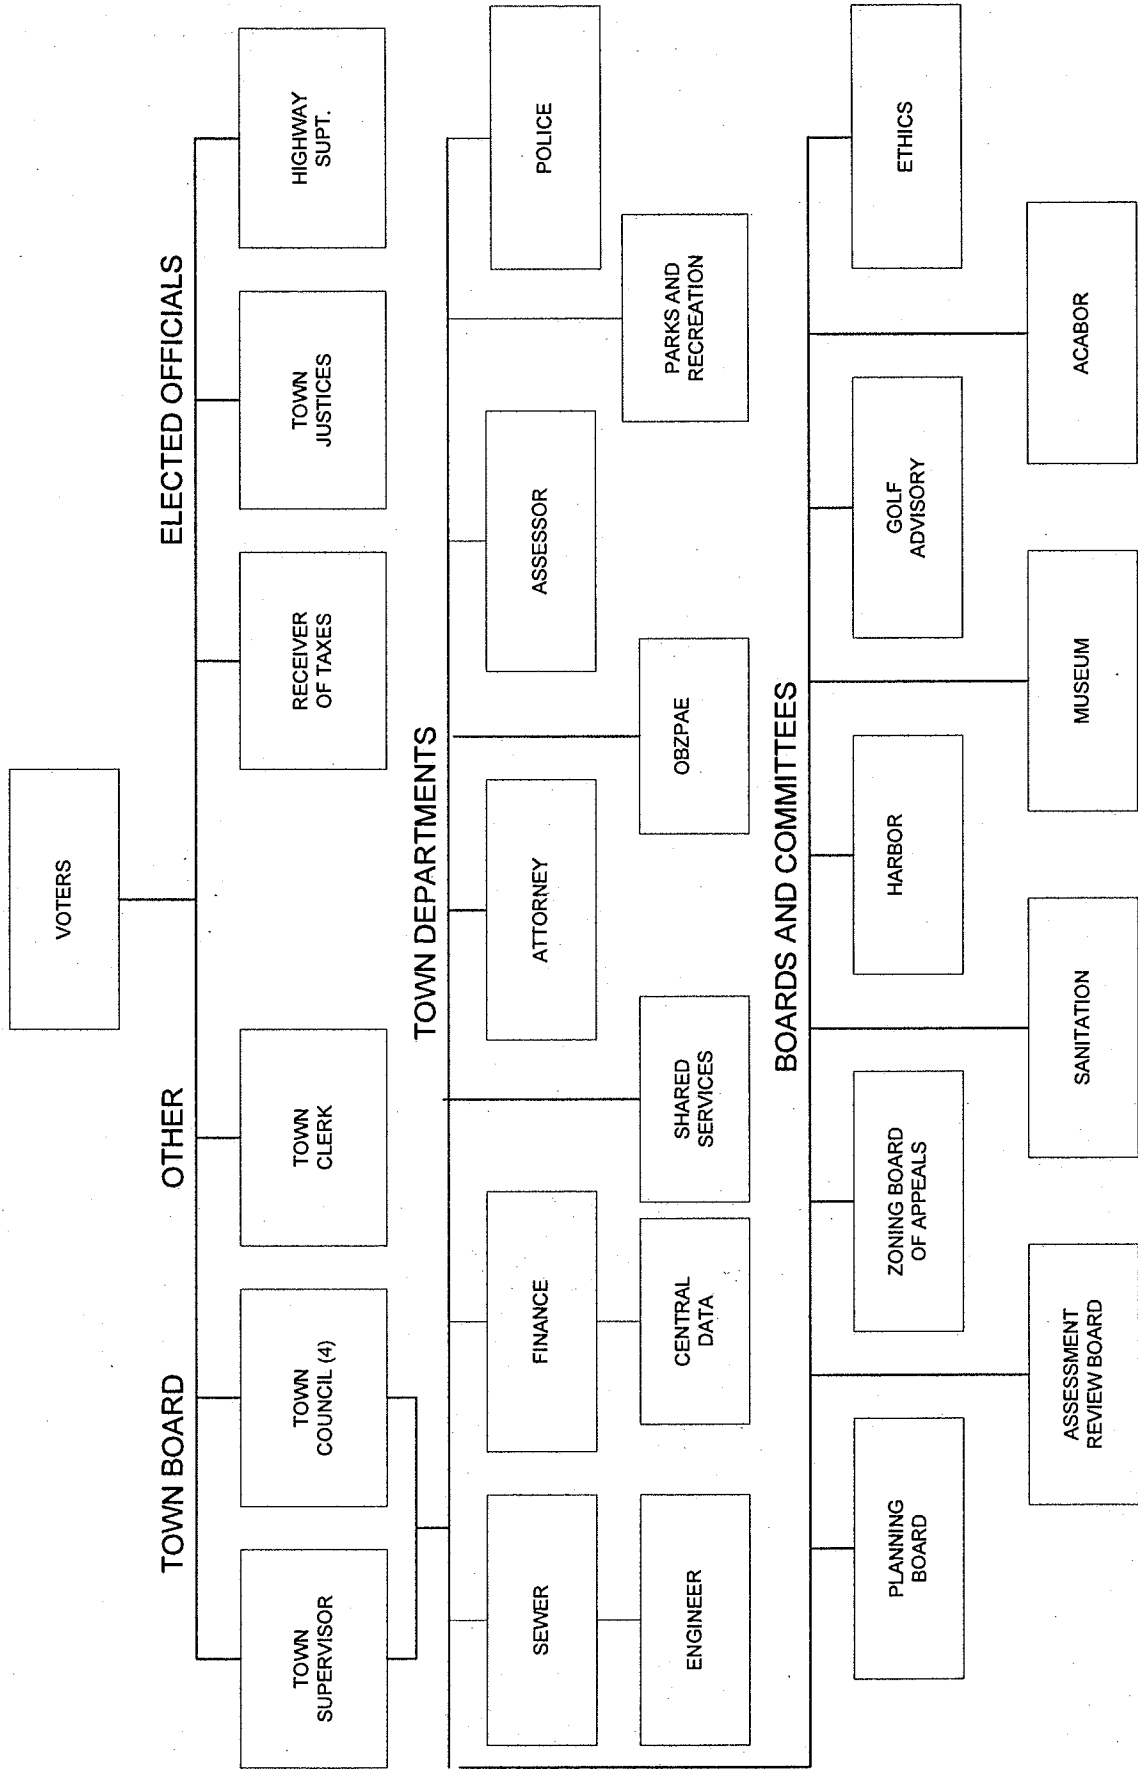 VOTERS
TOWN BOARD
OTHER
ELECTED OFFICIALS
TOWN
SUPERVISOR
TOWN
COUNCIL (4)
TOWN
CLERK
RECEIVER
OF TAXES
TOWN
JUSTICES
HIGHWAY
SUPT.
TOWN DEPARTMENTS
SEWER
FINANCE
ATTORNEY
ASSESSOR
POLICE
ENGINEER
CENTRAL
DATA
SHARED
SERVICES
OBZPAE
PARKS AND
RECREATION
BOARDS AND COMMITTEES
PLANNING
BOARD
ZONING BOARD
OF APPEALS
HARBOR
GOLF
ADVISORY
ETHICS
ASSESSMENT
REVIEW BOARD
SANITATION
MUSEUM
ACABOR